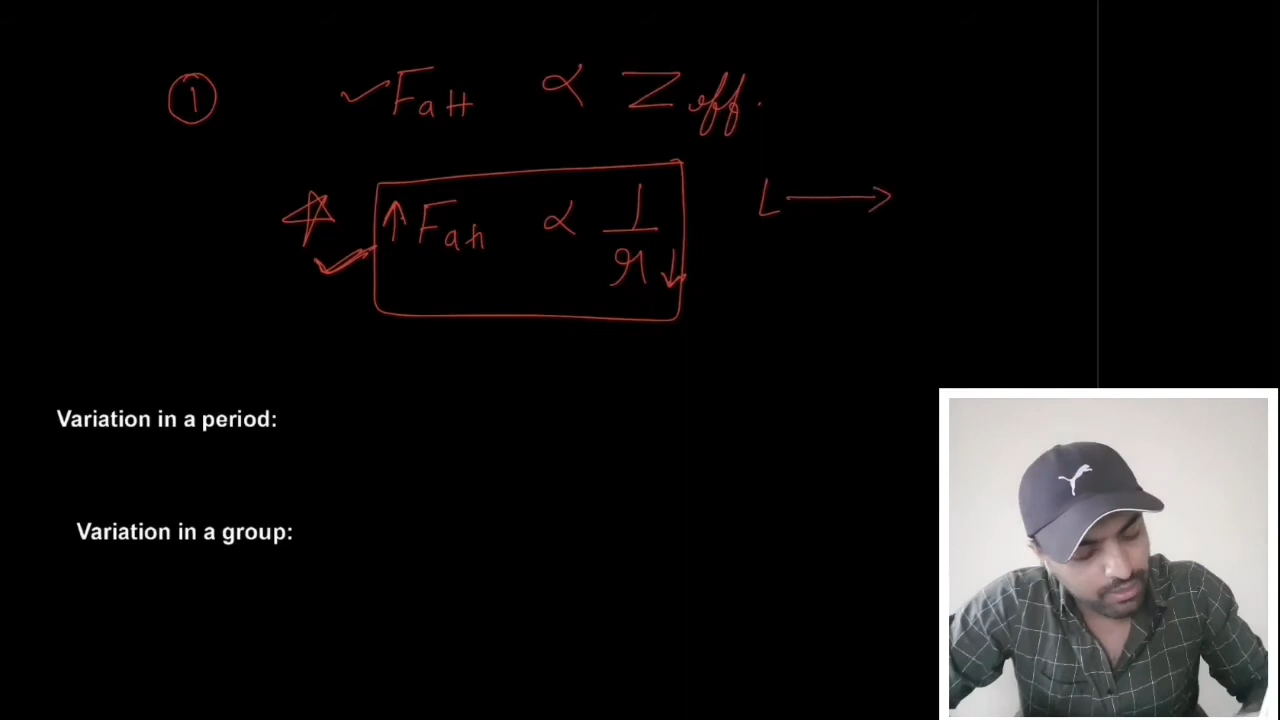 ① ✓ Fatt ∝ Zeff.
☆ ✓ ↑ Fatt ∝ 1/r ↓ L →
Variation in a period:
Variation in a group: